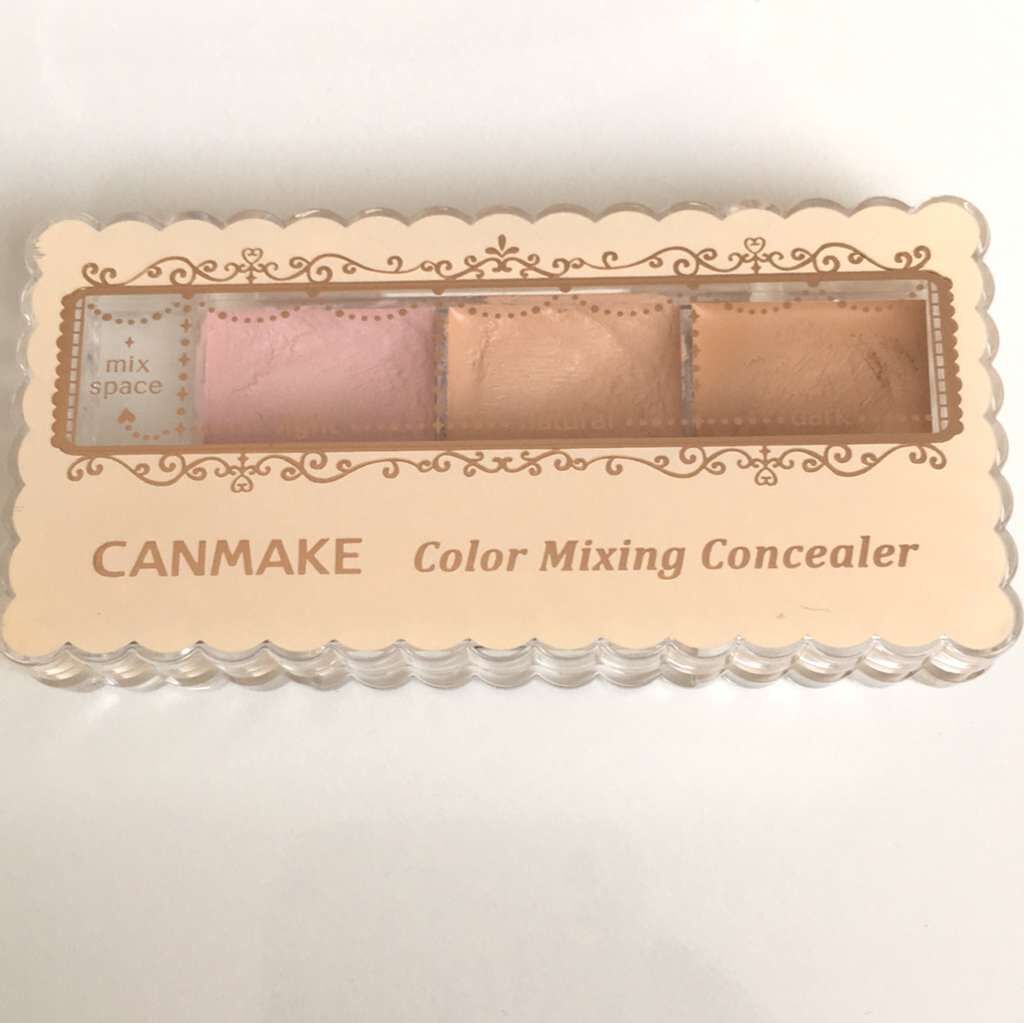 mix
space
light
natural
dark
CANMAKE
Color Mixing Concealer